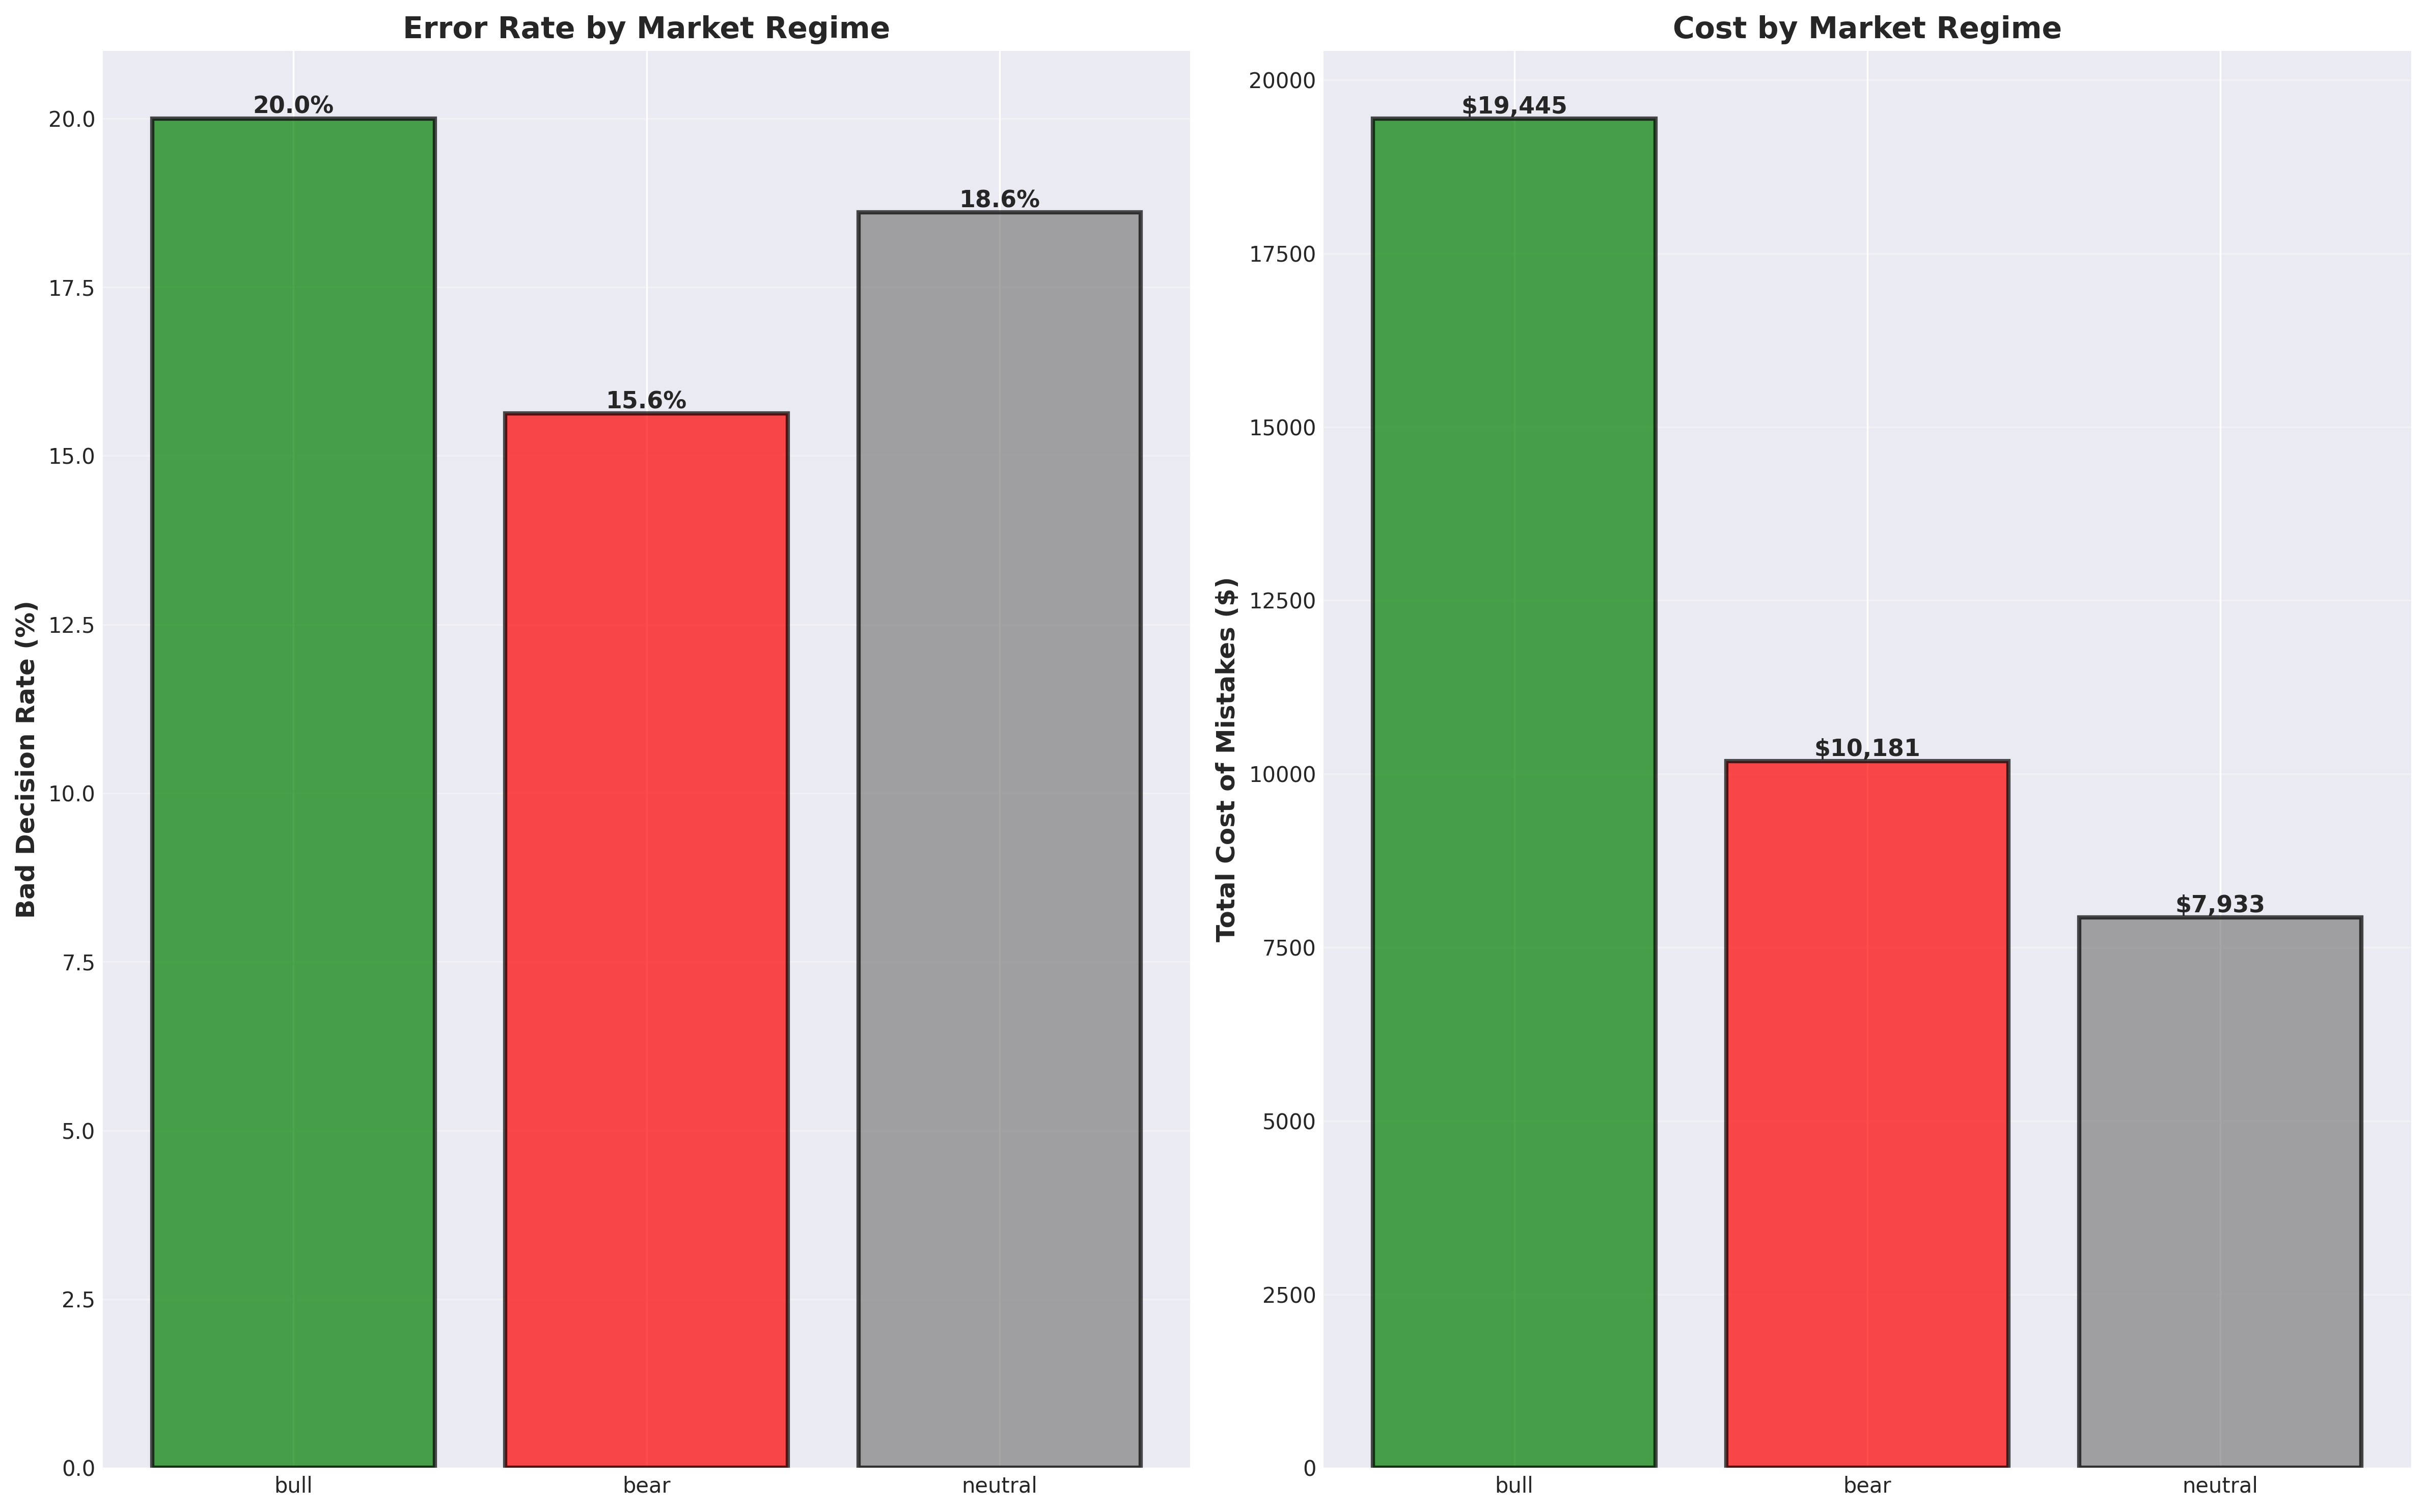 Error Rate by Market Regime
Bad Decision Rate (%)
20.0
17.5
15.0
12.5
10.0
7.5
5.0
2.5
0.0
20.0%
15.6%
18.6%
bull
bear
neutral
Cost by Market Regime
Total Cost of Mistakes ($)
20000
17500
15000
12500
10000
7500
5000
2500
0
$19,445
$10,181
$7,933
bull
bear
neutral